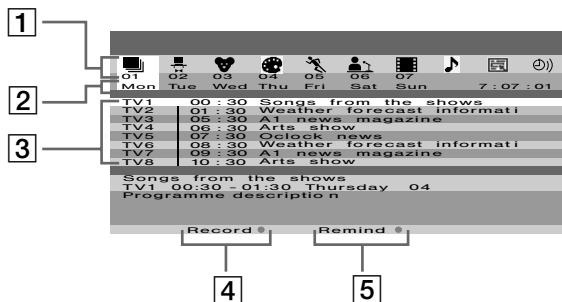 1
01 02 03 04 05 06 07
2
Mon Tue Wed Thu Fri Sat Sun 7:07:01
TV1 00:30 Songs from the shows
TV2 01:30 Weather forecast informati
TV3 05:30 A1 news magazine
3
TV4 06:30 Arts show
TV5 07:30 Oclock news
TV6 08:30 Weather forecast informati
TV7 09:30 A1 news magazine
TV8 10:30 Arts show
Songs from the shows
TV1 00:30 - 01:30 Thursday 04
Programme description
Record Remind
4 5